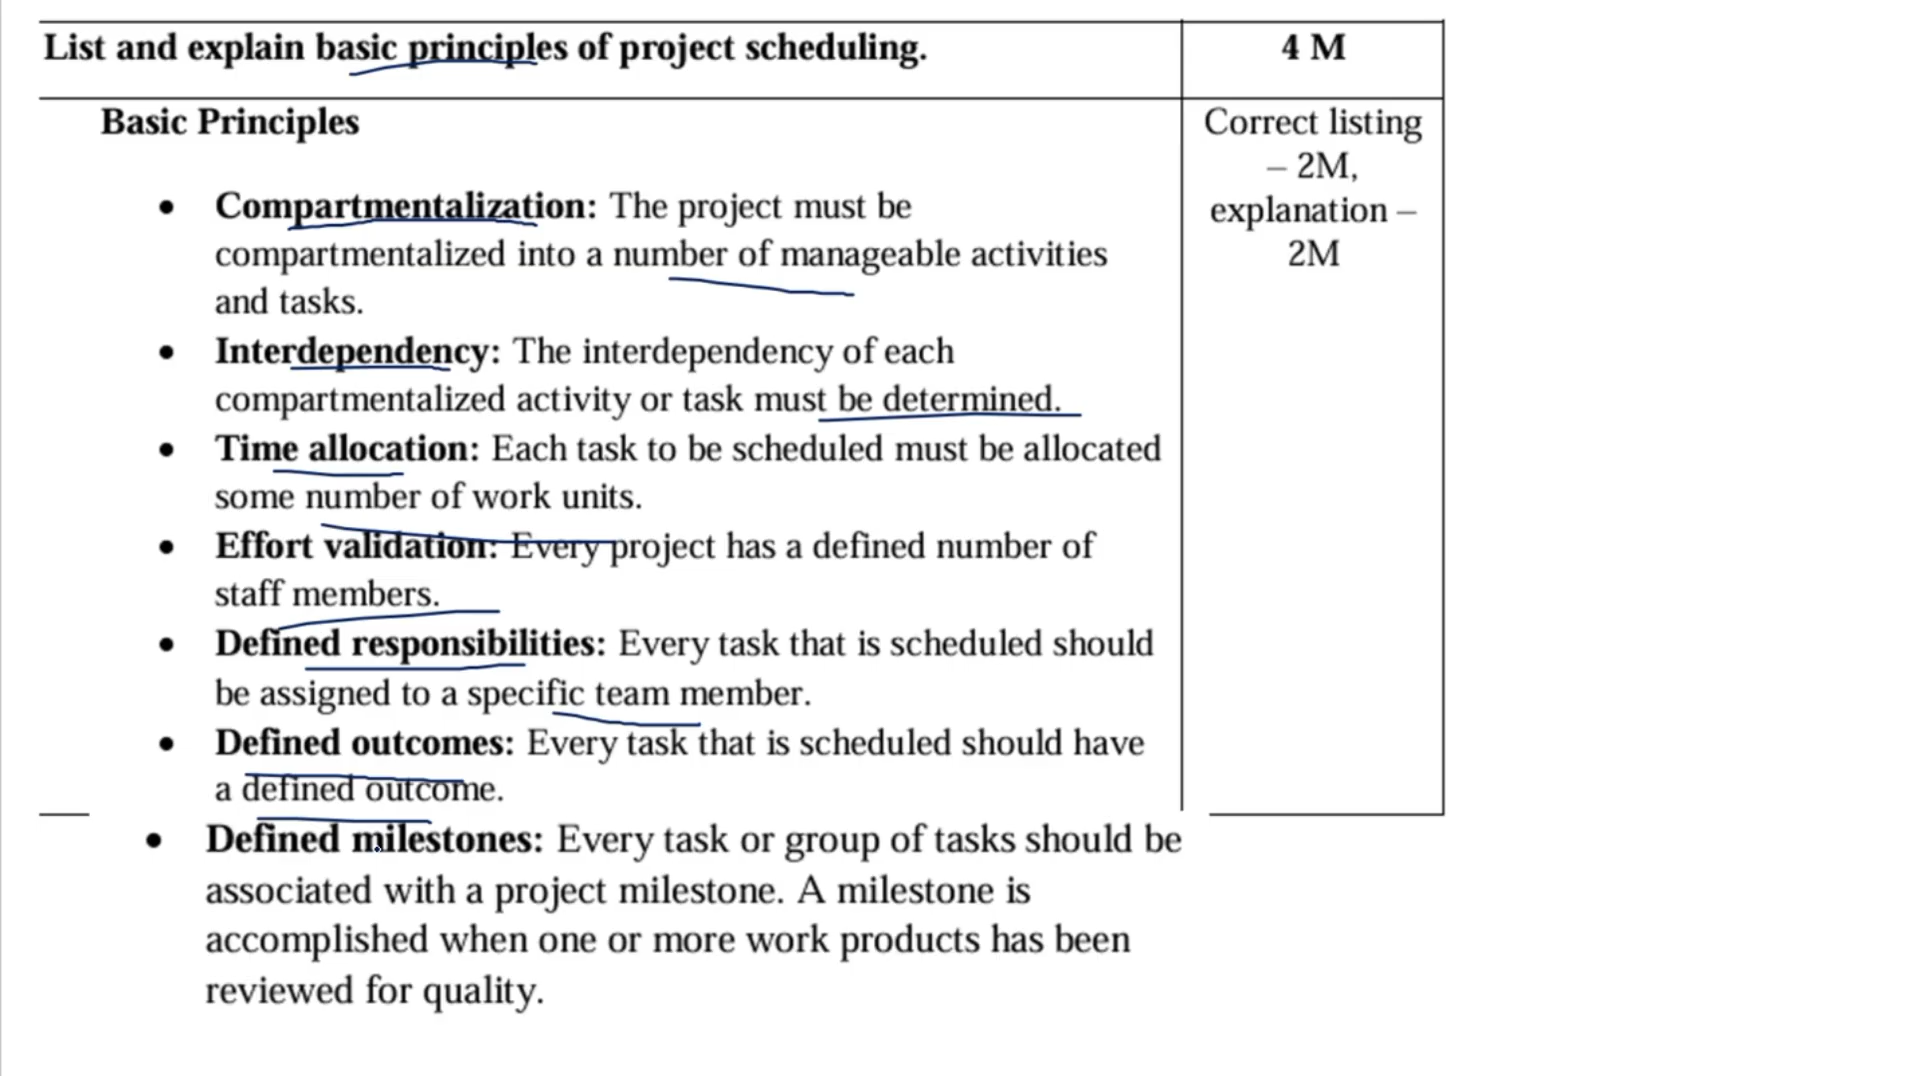 List and explain basic principles of project scheduling.
4 M
Basic Principles
Correct listing
– 2M,
explanation –
2M
• Compartmentalization: The project must be
compartmentalized into a number of manageable activities
and tasks.
• Interdependency: The interdependency of each
compartmentalized activity or task must be determined.
• Time allocation: Each task to be scheduled must be allocated
some number of work units.
• Effort validation: Every project has a defined number of
staff members.
• Defined responsibilities: Every task that is scheduled should
be assigned to a specific team member.
• Defined outcomes: Every task that is scheduled should have
a defined outcome.
• Defined milestones: Every task or group of tasks should be
associated with a project milestone. A milestone is
accomplished when one or more work products has been
reviewed for quality.